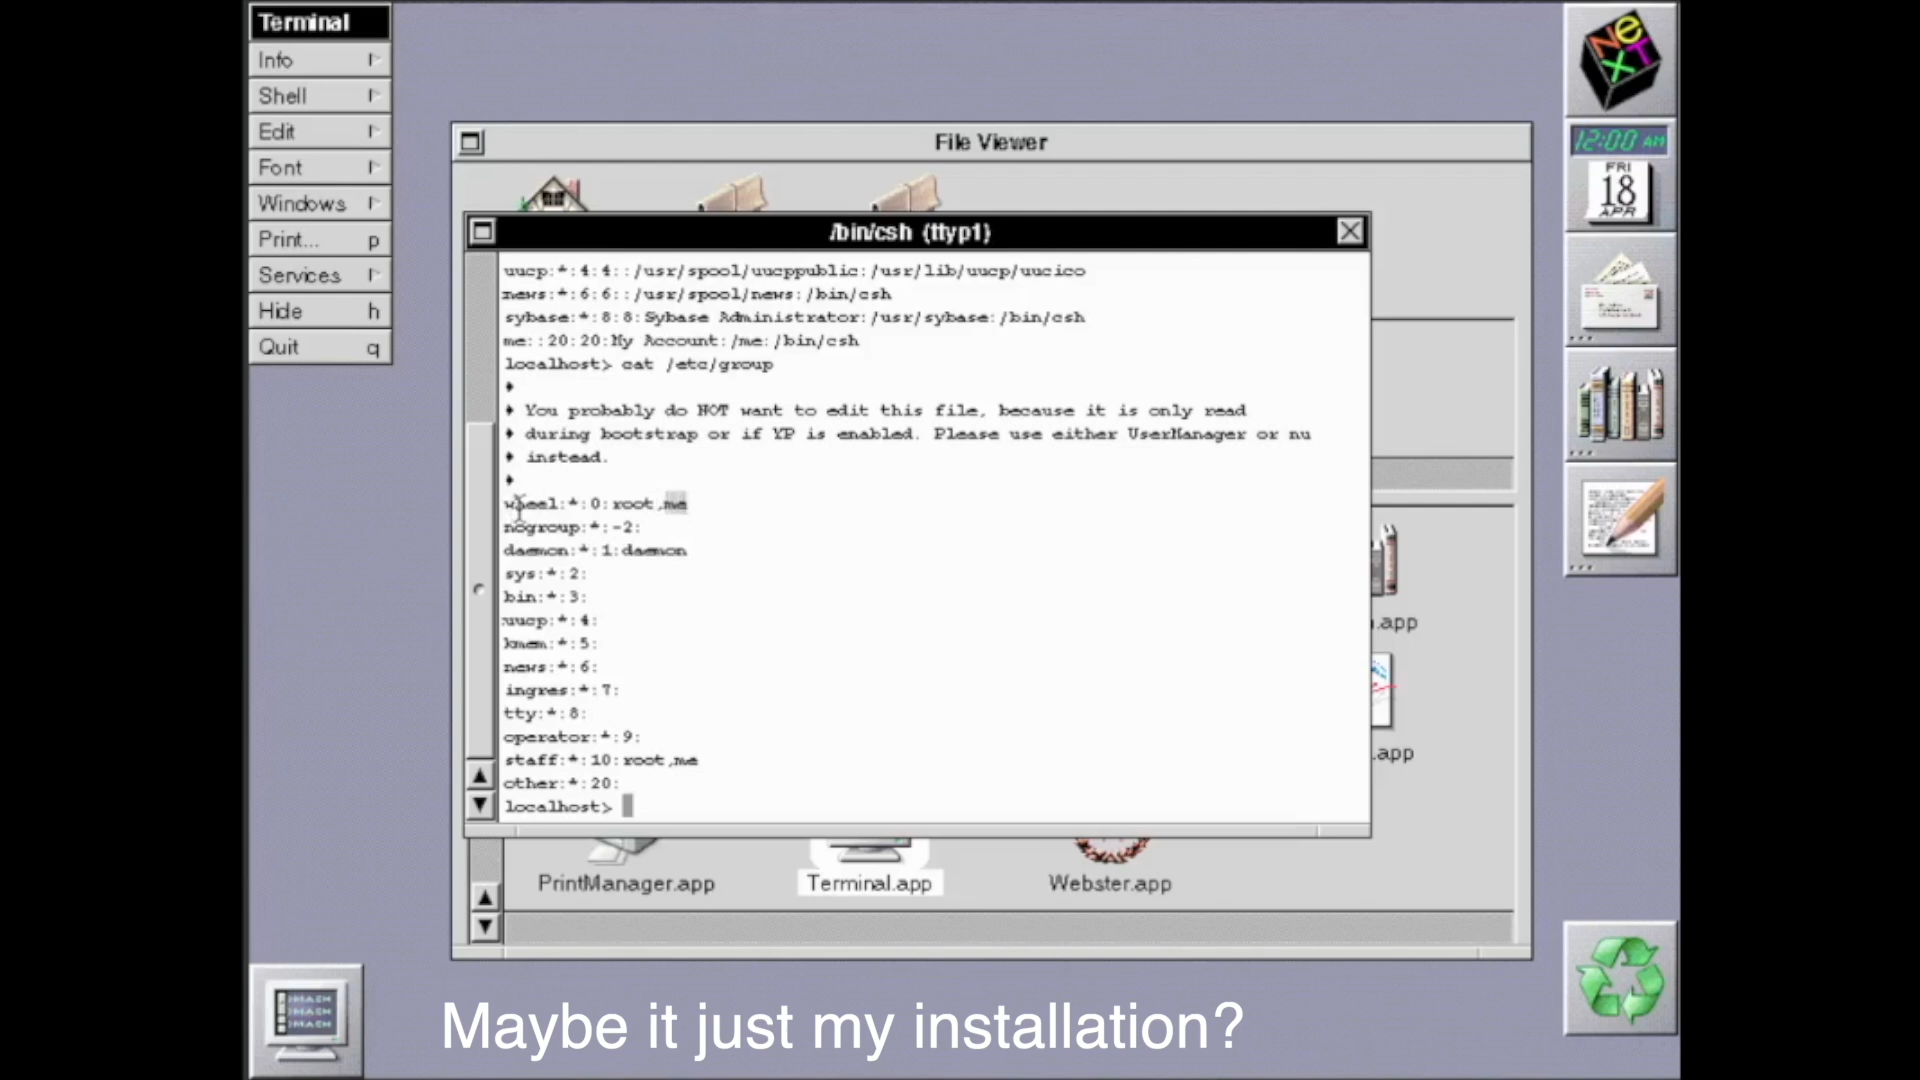 Terminal
Info
Shell
Edit
Font
Windows
Print... p
Services
Hide h
Quit q
NeXT
12:00 AM
FRI
18
APR
File Viewer
/bin/csh (ttyp1)
uucp:*:4:4::/usr/spool/uucppublic:/usr/lib/uucp/uucico
news:*:6:6::/usr/spool/news:/bin/csh
sybase:*:8:8:Sybase Administrator:/usr/sybase:/bin/csh
me::20:20:My Account:/me:/bin/csh
localhost> cat /etc/group
#
# You probably do NOT want to edit this file, because it is only read
# during bootstrap or if YP is enabled. Please use either UserManager or nu
# instead.
#
wheel:*:0:root,me
nogroup:*:-2:
daemon:*:1:daemon
sys:*:2:
bin:*:3:
uucp:*:4:
kmem:*:5:
news:*:6:
ingres:*:7:
tty:*:8:
operator:*:9:
staff:*:10:root,me
other:*:20:
localhost>
.app
.app
PrintManager.app
Terminal.app
Webster.app
Maybe it just my installation?